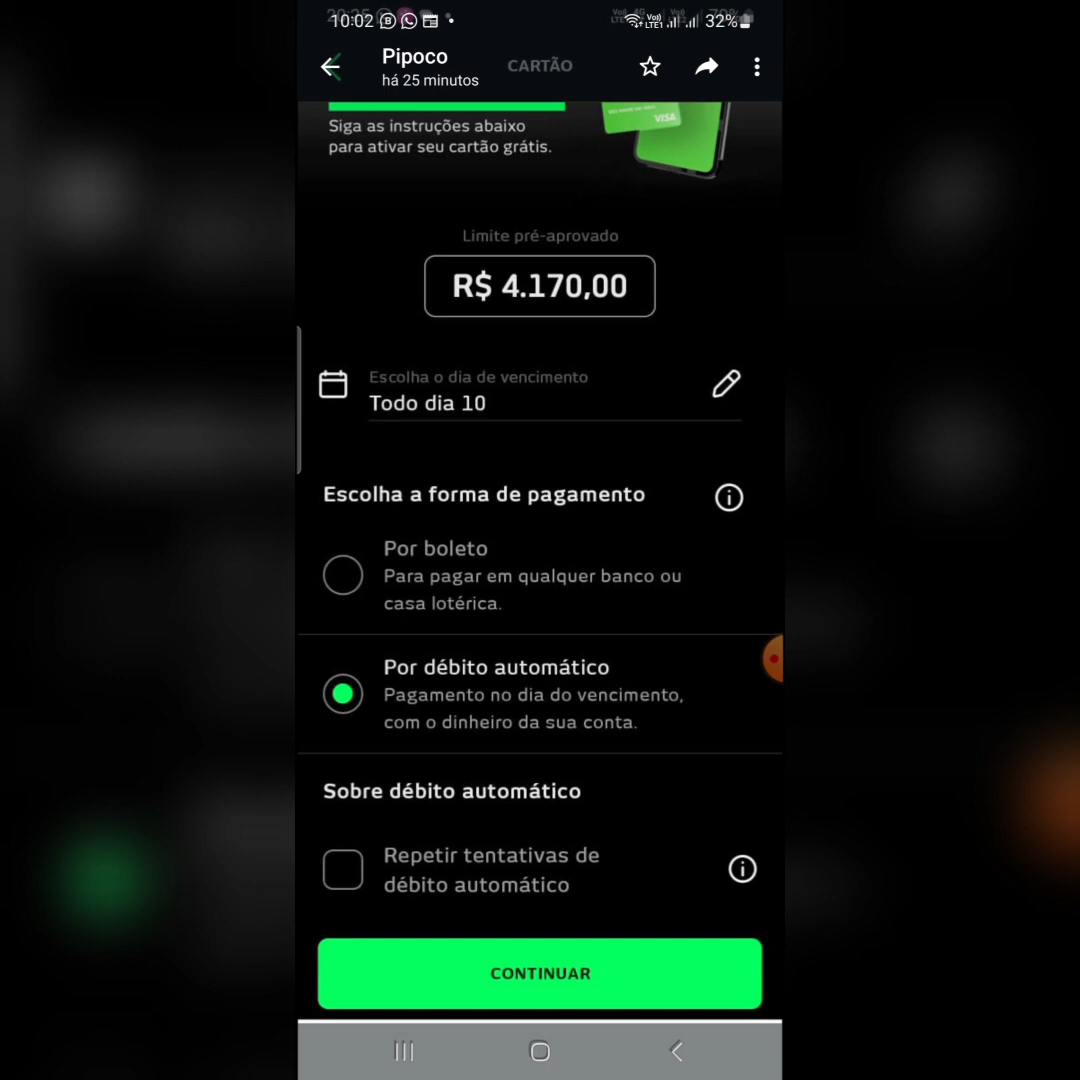 10:02
32%
Pipoco
há 25 minutos
CARTÃO
Siga as instruções abaixo
para ativar seu cartão grátis.
VISA
Limite pré-aprovado
R$ 4.170,00
Escolha o dia de vencimento
Todo dia 10
Escolha a forma de pagamento
Por boleto
Para pagar em qualquer banco ou
casa lotérica.
Por débito automático
Pagamento no dia do vencimento,
com o dinheiro da sua conta.
Sobre débito automático
Repetir tentativas de
débito automático
CONTINUAR